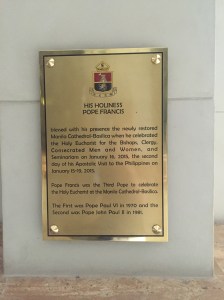 HIS HOLINESS
POPE FRANCIS
blessed with his presence the newly restored
Manila Cathedral-Basilica when he celebrated
the Holy Eucharist for the Bishops, Clergy,
Consecrated Men and Women, and
Seminarians on January 16, 2015, the second
day of his Apostolic Visit to the Philippines on
January 15-19, 2015.
Pope Francis was the Third Pope to celebrate
the Holy Eucharist at the Manila Cathedral-Basilica.
The First was Pope Paul VI in 1970 and the
Second was Pope John Paul II in 1981.